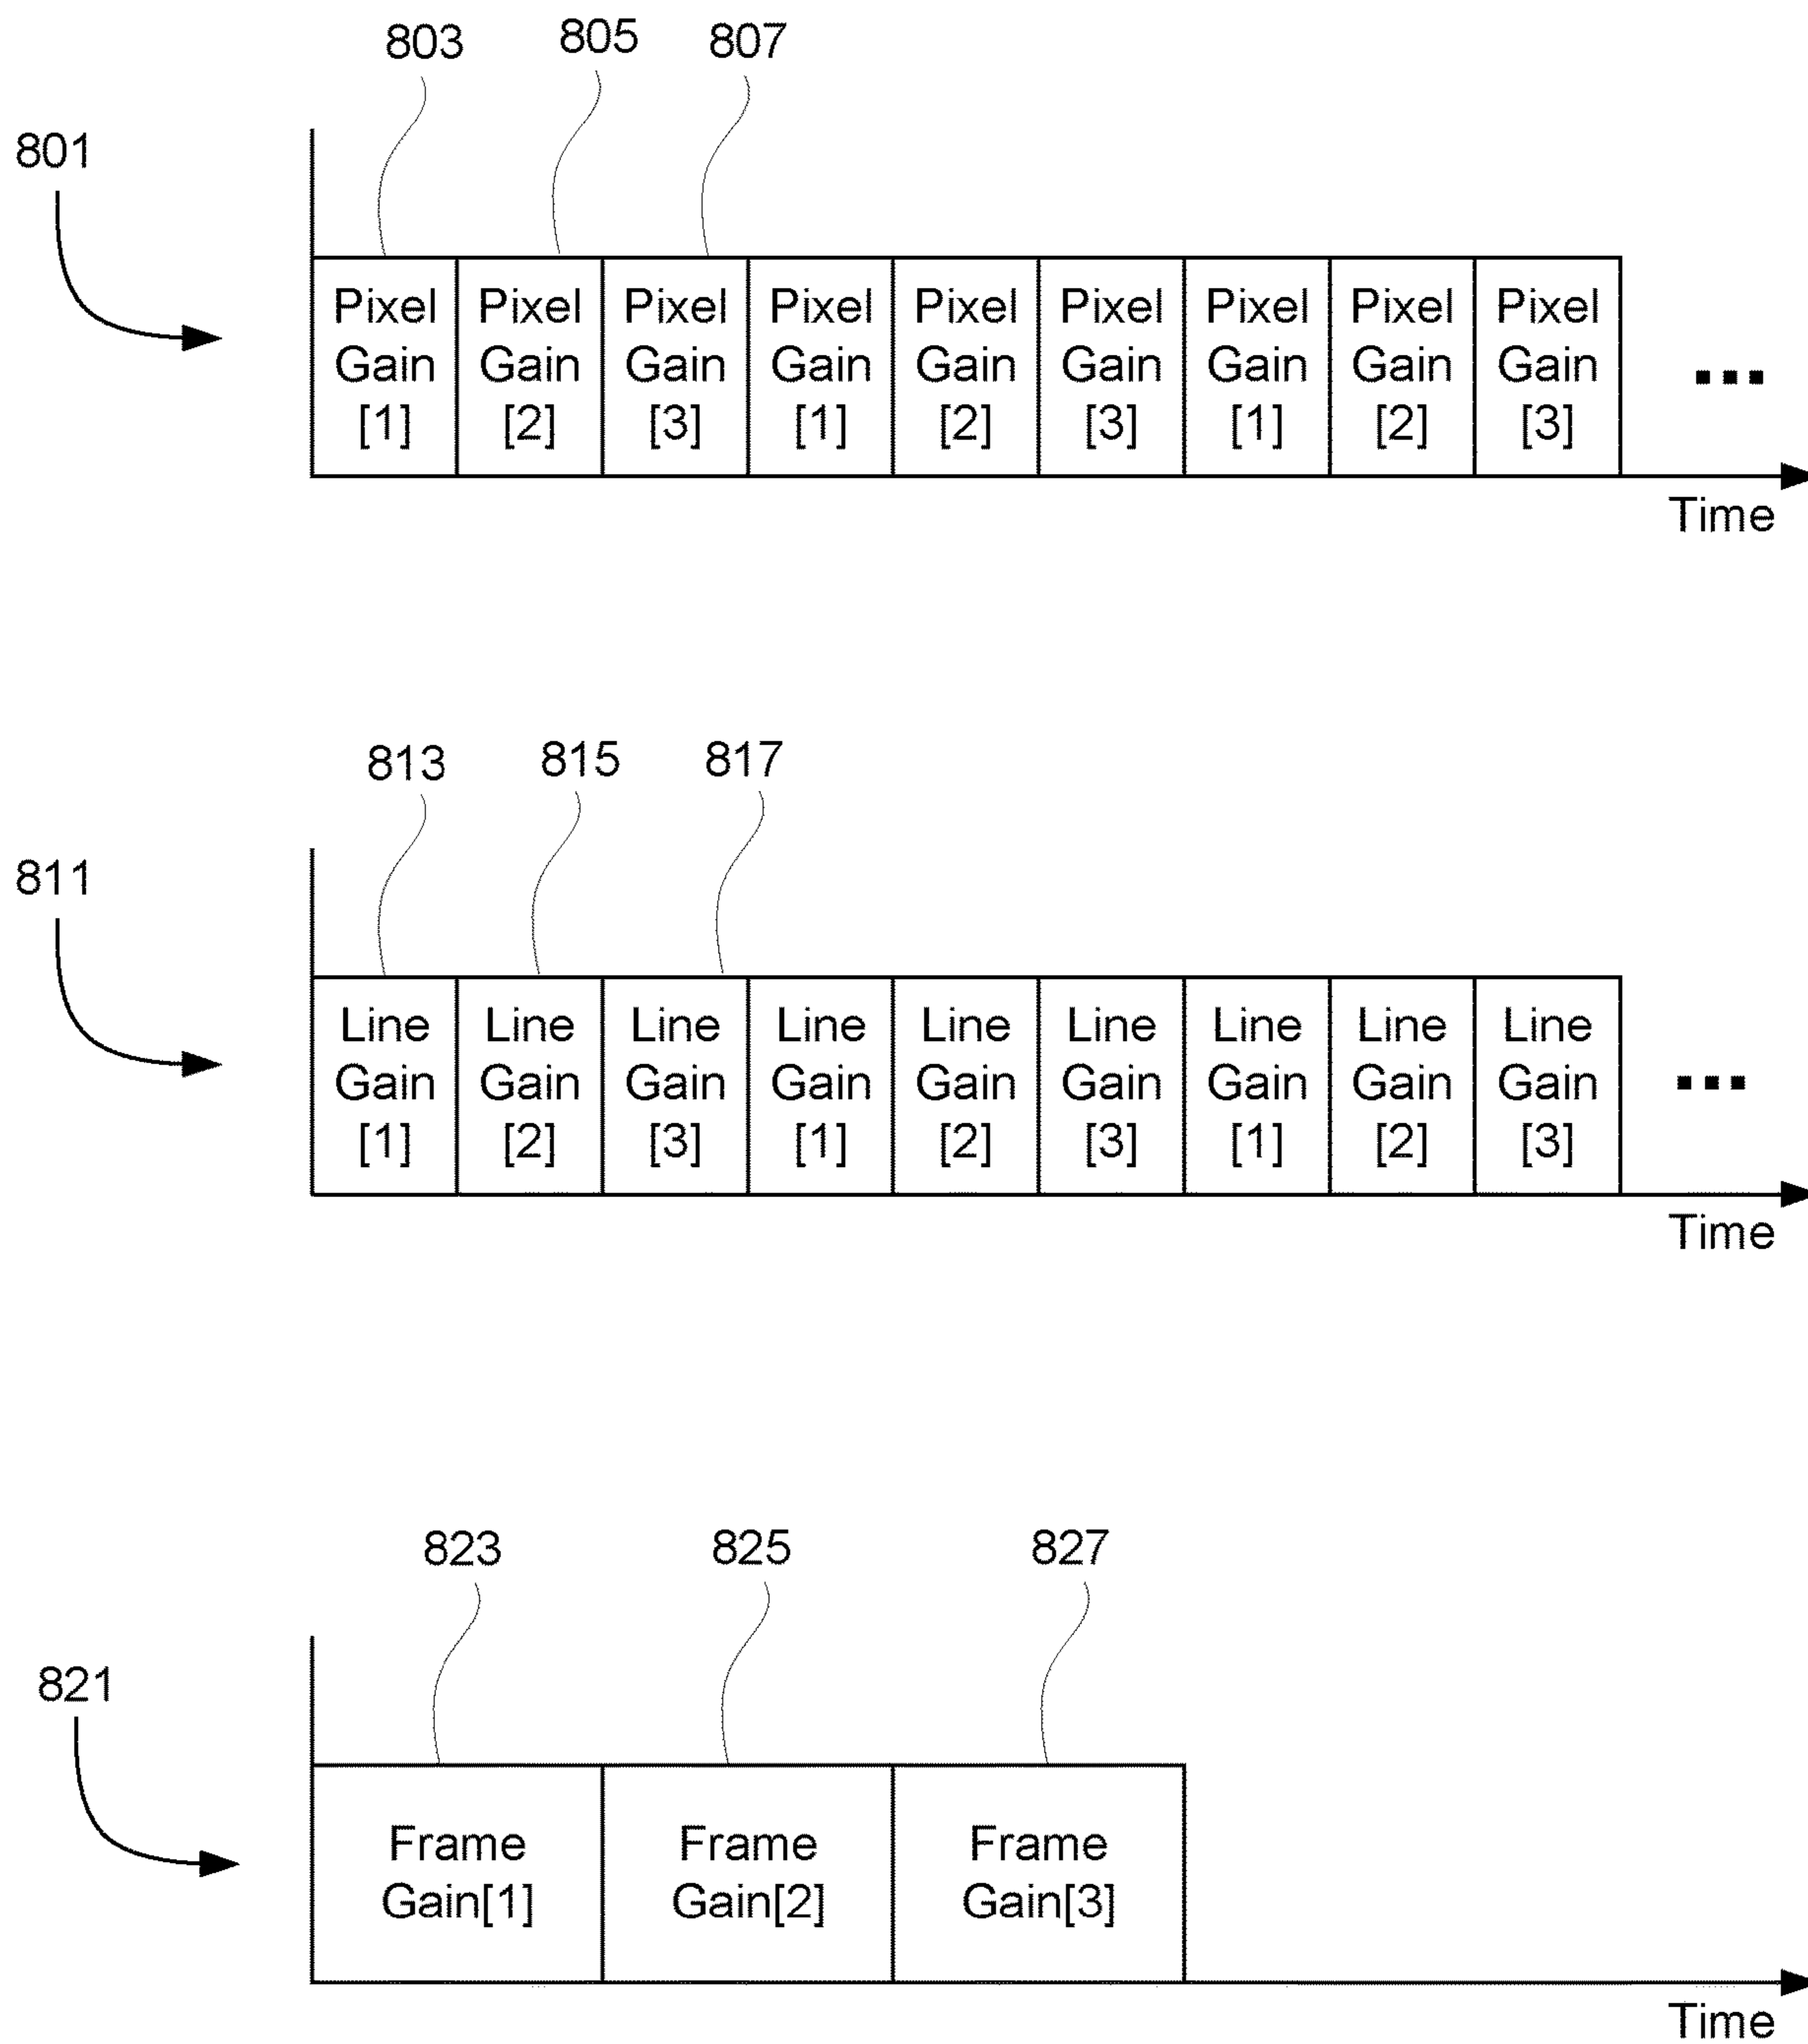 803 805 807
801
Pixel Pixel Pixel Pixel Pixel Pixel Pixel Pixel Pixel
Gain Gain Gain Gain Gain Gain Gain Gain Gain
[1] [2] [3] [1] [2] [3] [1] [2] [3]
...
Time
813 815 817
811
Line Line Line Line Line Line Line Line Line
Gain Gain Gain Gain Gain Gain Gain Gain Gain
[1] [2] [3] [1] [2] [3] [1] [2] [3]
...
Time
823 825 827
821
Frame Frame Frame
Gain[1] Gain[2] Gain[3]
Time